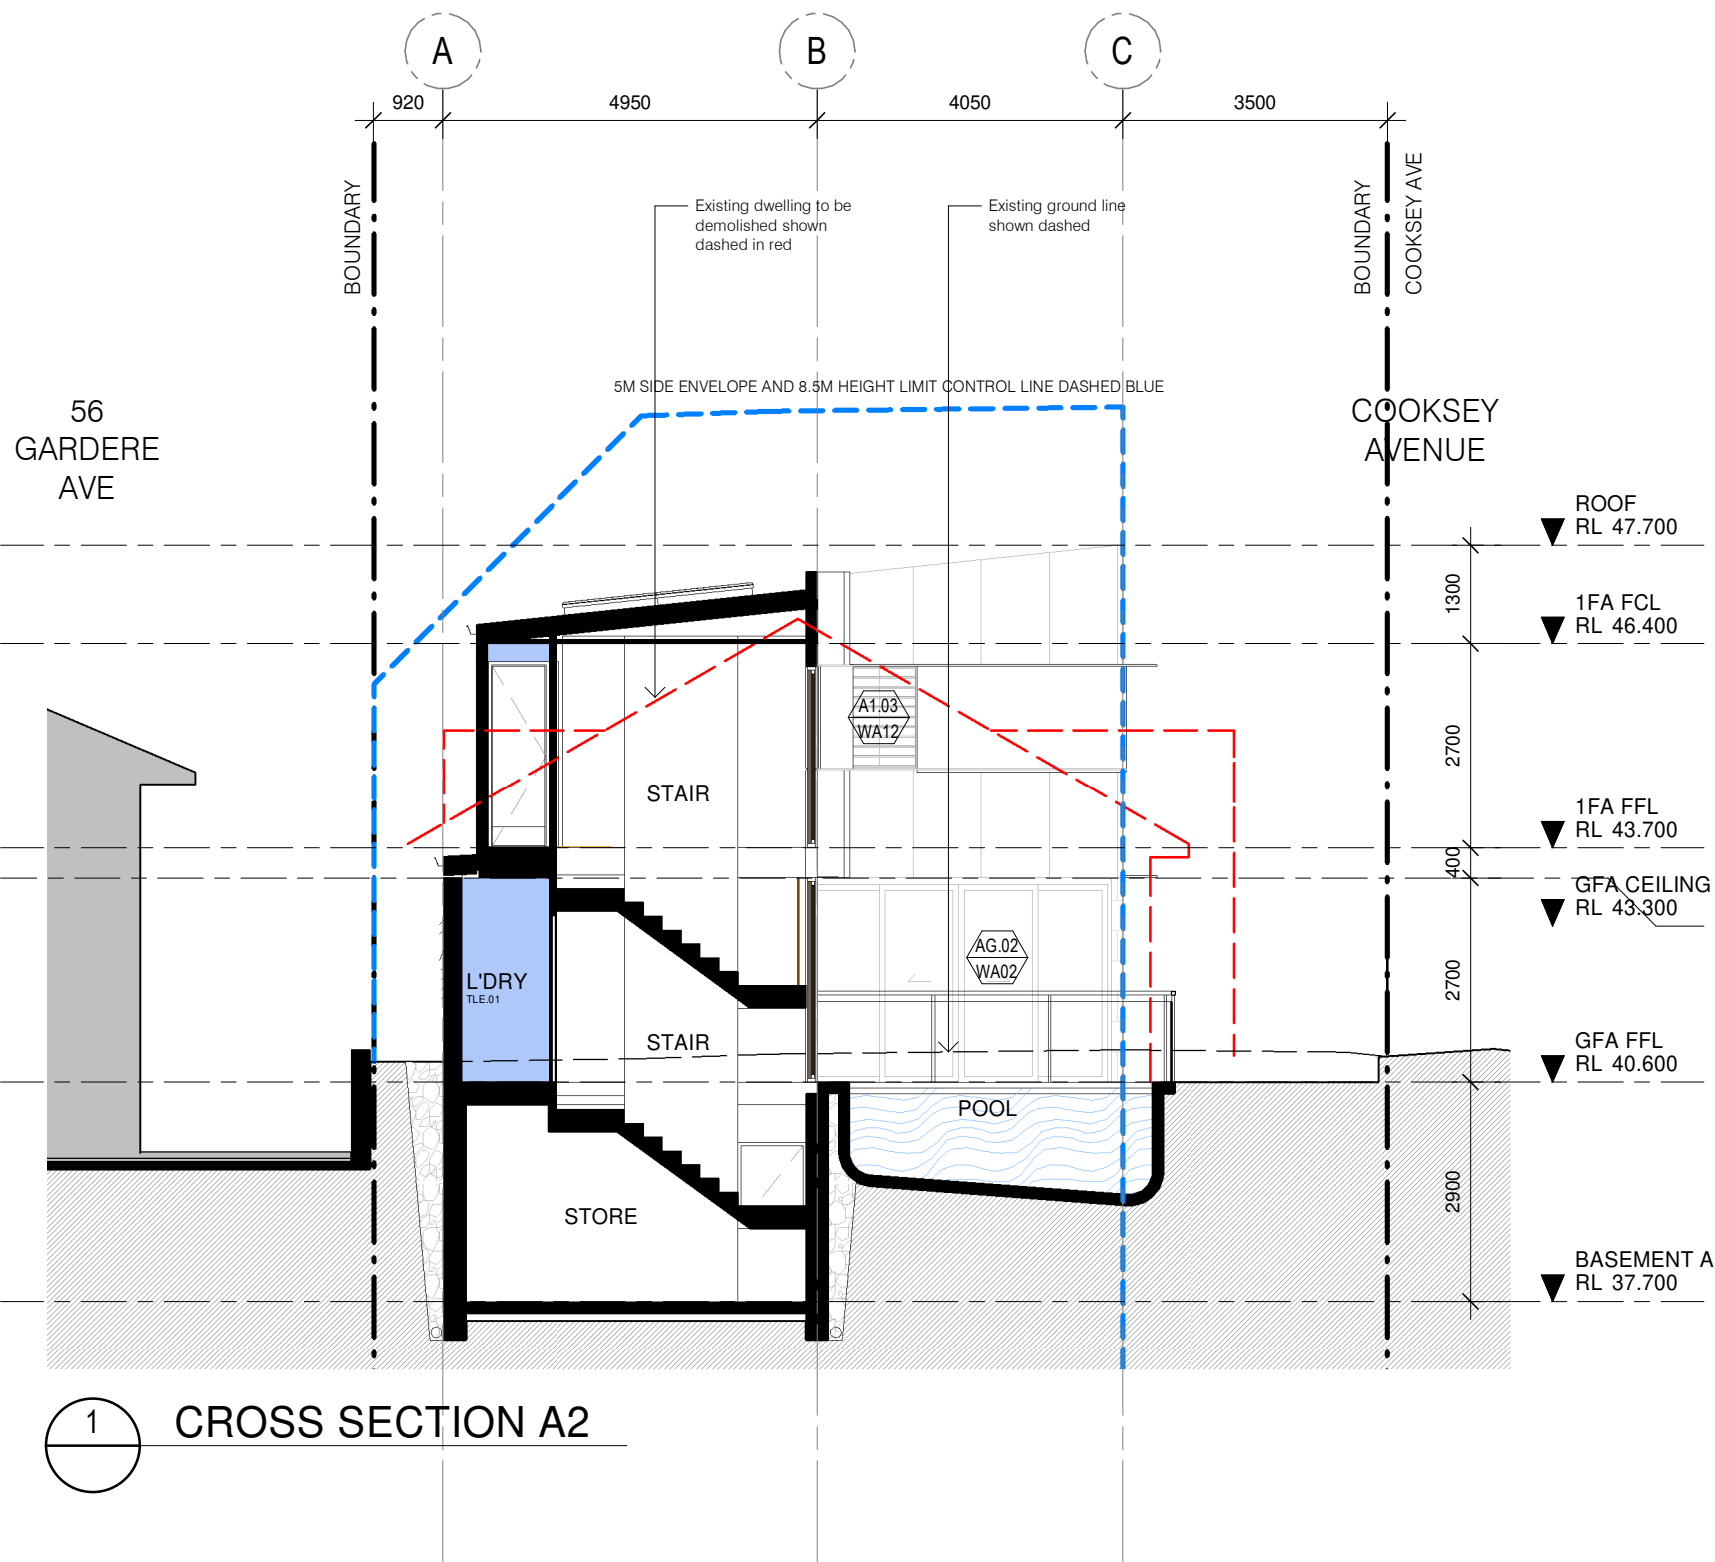 A
B
C
920
4950
4050
3500
BOUNDARY
BOUNDARY
COOKSEY AVE
Existing dwelling to be
demolished shown
dashed in red
Existing ground line
shown dashed
5M SIDE ENVELOPE AND 8.5M HEIGHT LIMIT CONTROL LINE DASHED BLUE
56
GARDERE
AVE
COOKSEY
AVENUE
ROOF
RL 47.700
1300
1FA FCL
RL 46.400
2700
A1.03
WA12
STAIR
1FA FFL
RL 43.700
400
GFA CEILING
RL 43.300
AG.02
WA02
L'DRY
TLE.01
2700
STAIR
GFA FFL
RL 40.600
POOL
2900
STORE
BASEMENT A
RL 37.700
1
CROSS SECTION A2